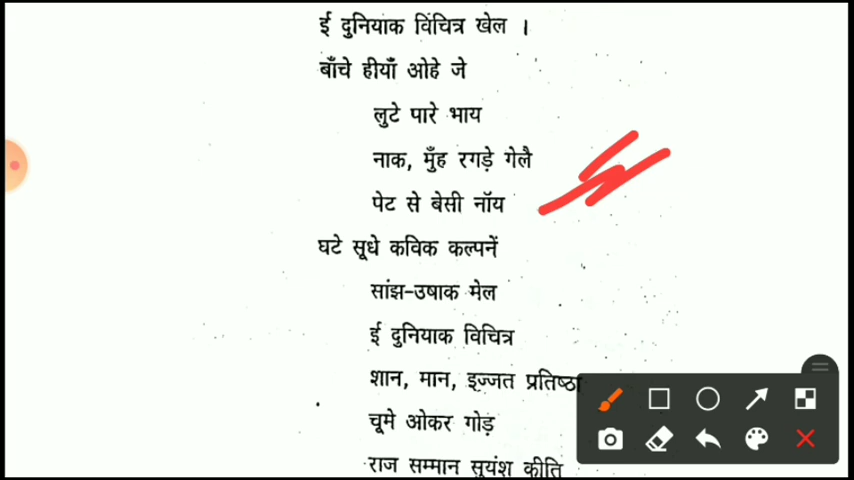 ई दुनियाक विचित्र खेल ।
बाँचे हीयाँ ओहे जे
लुटे पारे भाय
नाक, मुँह रगड़े गेलै
पेट से बेसी नॉय
घटे सूधे कविक कल्पनें
सांझ-उषाक मेल
ई दुनियाक विचित्र
शान, मान, इज्जत प्रतिष्ठा
चूमे ओकर गोड़
राज सम्मान सुयंश कीति